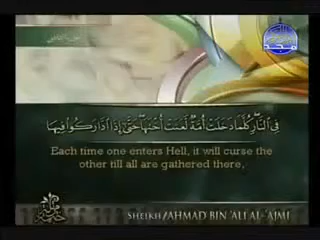 فِي النَّارِ كُلَّمَا دَخَلَتْ أُمَّةٌ لَّعَنَتْ أُخْتَهَا حَتَّىٰ إِذَا ادَّارَكُوا فِيهَا
Each time one enters Hell, it will curse the
other till all are gathered there,
SHEIKH/AHMAD BIN 'ALI AL-'AJMI